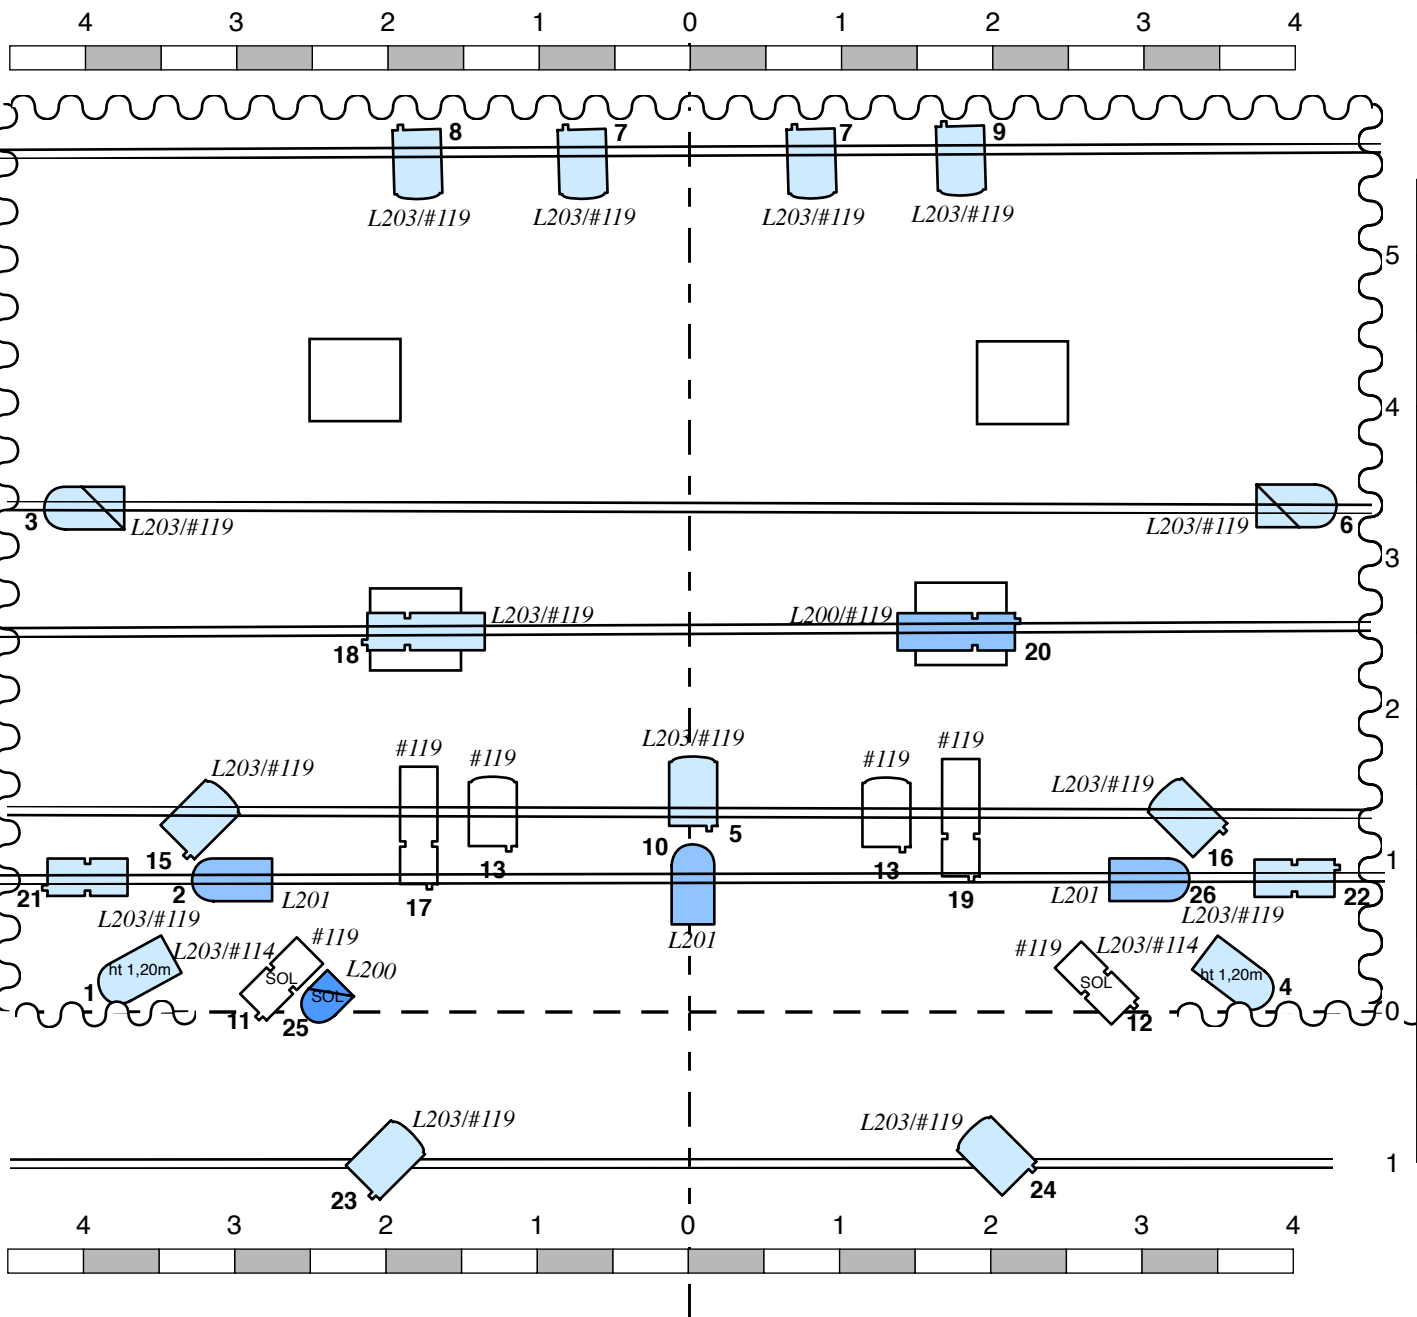 4 3 2 1 0 1 2 3 4
8 7 7 9
L203/#119 L203/#119 L203/#119 L203/#119
5
4
3 L203/#119 L203/#119 6
3
L203/#119 L200/#119
18 20
2
L203/#119 #119 #119 L203/#119 #119 #119 L203/#119
10 5
15 13 13 16 1
21 2 L201 17 19 L201 26 22
L203/#119 L201 L203/#119
L203/#114 #119 #119 L203/#114
ht 1,20m SOL L200 SOL ht 1,20m
1 SOL 4
11 25 12 0
L203/#119 L203/#119
1
23 24
4 3 2 1 0 1 2 3 4